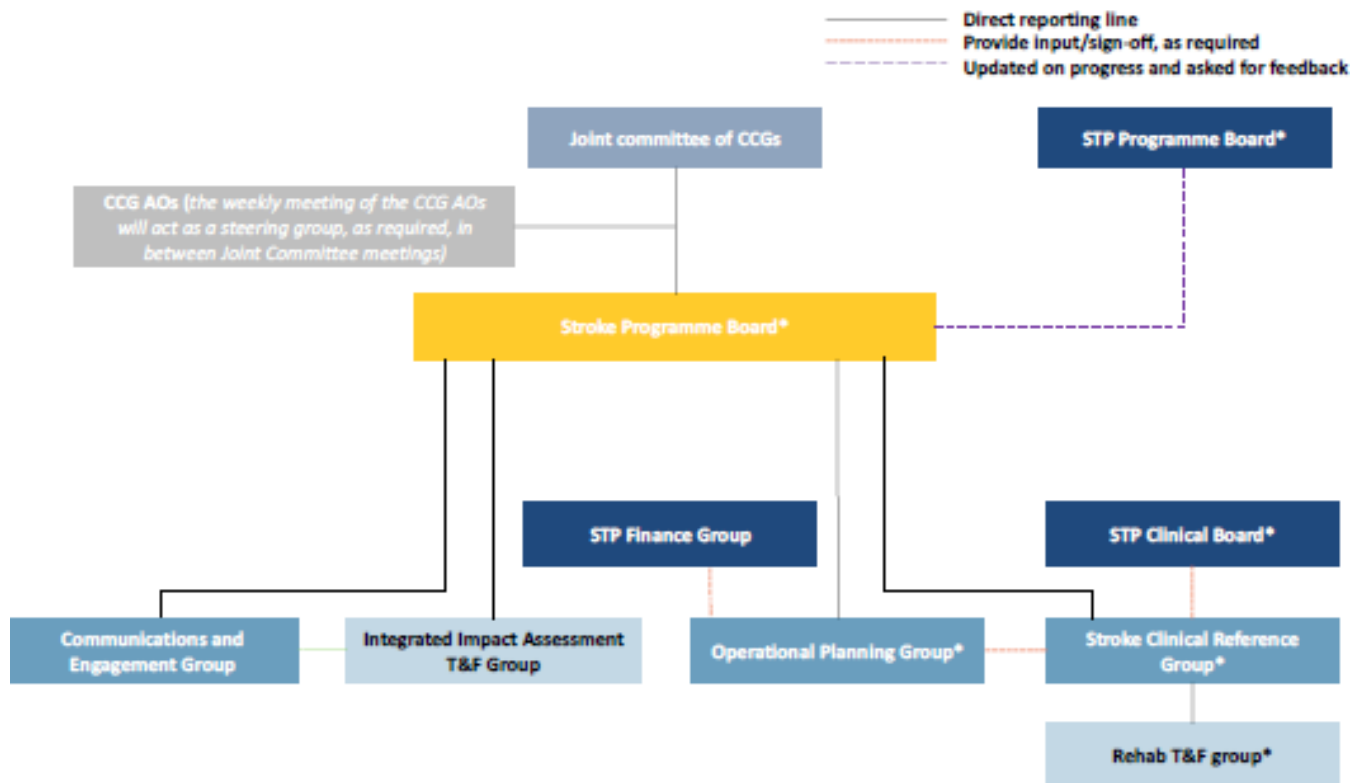 Direct reporting line
Provide input/sign-off, as required
Updated on progress and asked for feedback
Joint committee of CCGs
STP Programme Board*
CCG AOs (the weekly meeting of the CCG AOs
will act as a steering group, as required, in
between Joint Committee meetings)
Stroke Programme Board*
STP Finance Group
STP Clinical Board*
Communications and
Engagement Group
Integrated Impact Assessment
T&F Group
Operational Planning Group*
Stroke Clinical Reference
Group*
Rehab T&F group*